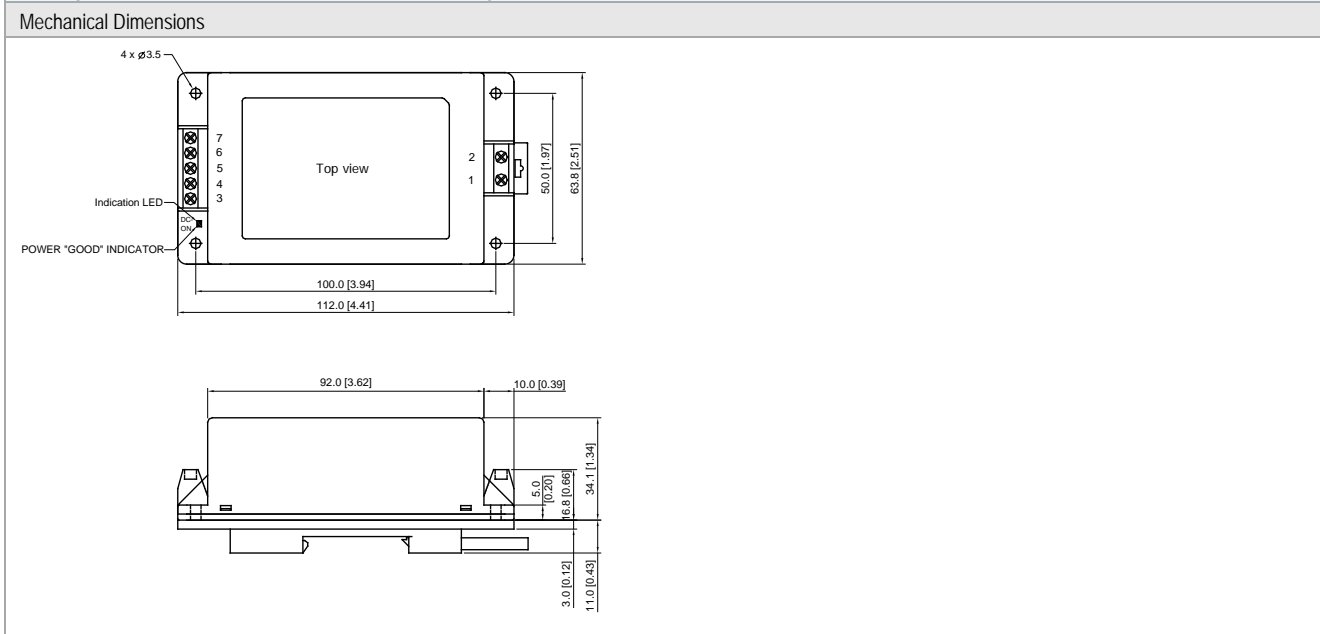 Mechanical Dimensions
4 x ø3.5
7
6
5
4
3
Top view
2
1
50.0 [1.97]
63.8 [2.51]
Indication LED
DC
ON
POWER "GOOD" INDICATOR
100.0 [3.94]
112.0 [4.41]
92.0 [3.62]
10.0 [0.39]
5.0
[0.20]
16.8 [0.66]
34.1 [1.34]
3.0 [0.12]
11.0 [0.43]